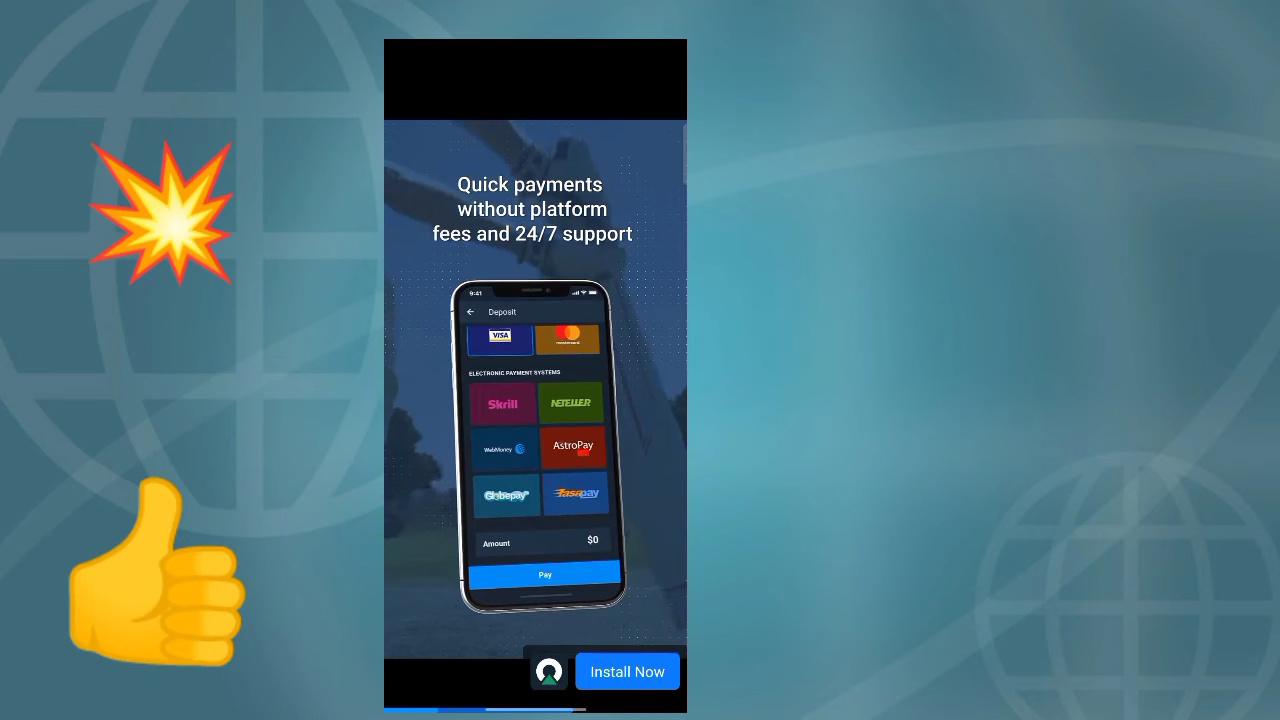 Quick payments
without platform
fees and 24/7 support
9:41
Deposit
VISA
mastercard
ELECTRONIC PAYMENT SYSTEMS
Skrill
NETELLER
WebMoney
AstroPay
Globepay
Fasapay
Amount
$0
Pay
Install Now